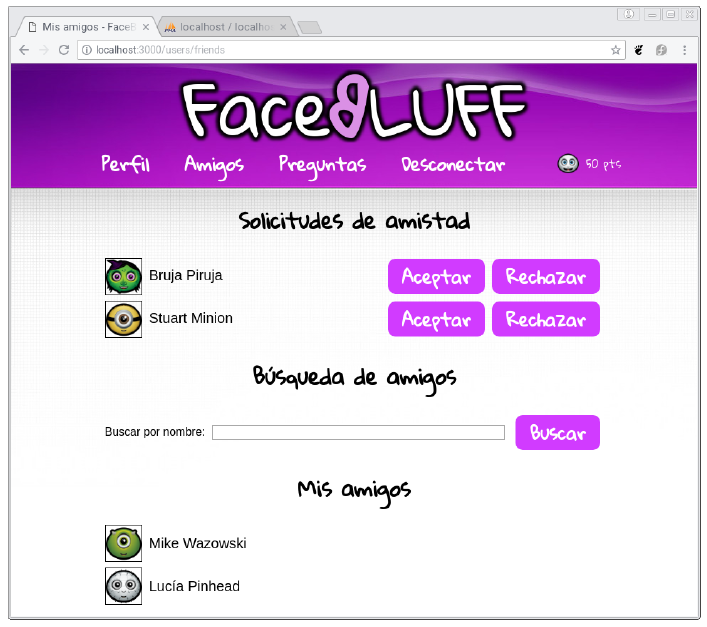 Mis amigos - FaceB
localhost / localho
localhost:3000/users/friends
FaceBLUFF
Perfil Amigos Preguntas Desconectar 50 pts
Solicitudes de amistad
Bruja Piruja Aceptar Rechazar
Stuart Minion Aceptar Rechazar
Búsqueda de amigos
Buscar por nombre: Buscar
Mis amigos
Mike Wazowski
Lucía Pinhead